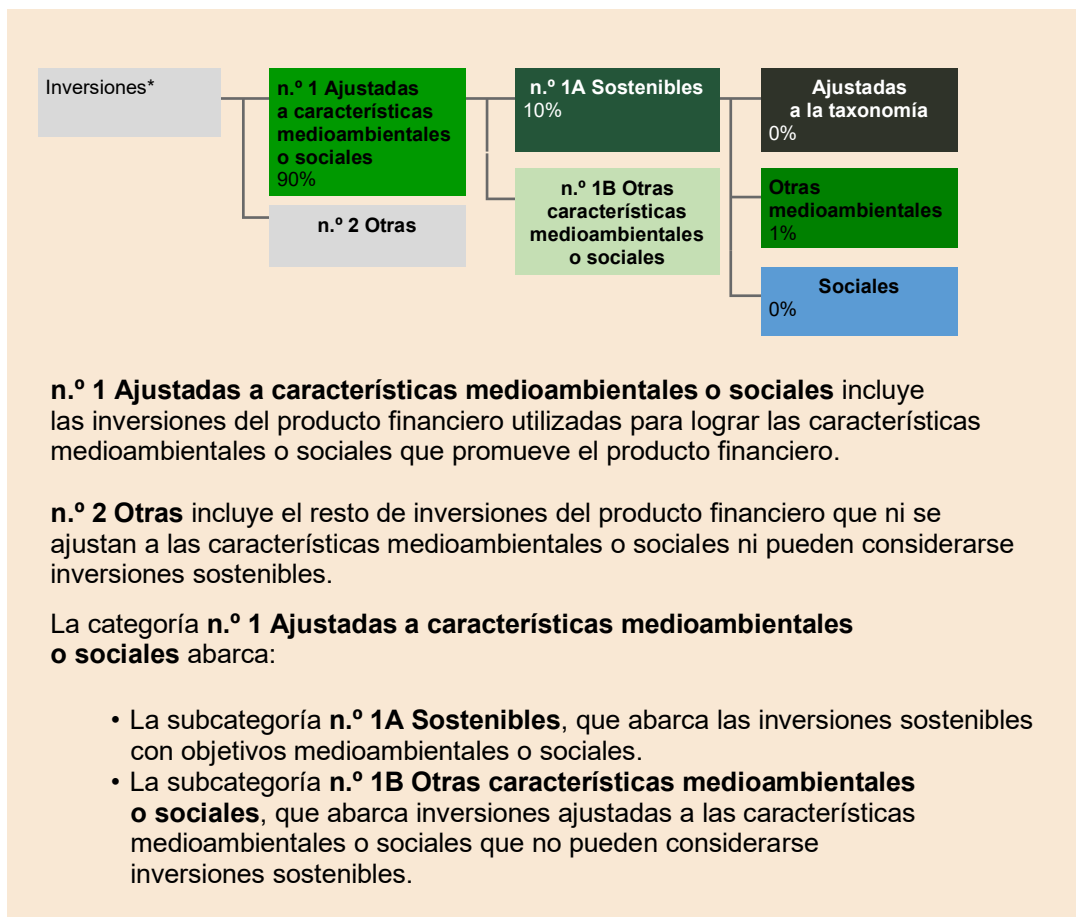 Inversiones*
n.º 1 Ajustadas
a características
medioambientales
o sociales
90%
n.º 2 Otras
n.º 1A Sostenibles
10%
n.º 1B Otras
características
medioambientales
o sociales
Ajustadas
a la taxonomía
0%
Otras
medioambientales
1%
Sociales
0%
n.º 1 Ajustadas a características medioambientales o sociales incluye
las inversiones del producto financiero utilizadas para lograr las características
medioambientales o sociales que promueve el producto financiero.
n.º 2 Otras incluye el resto de inversiones del producto financiero que ni se
ajustan a las características medioambientales o sociales ni pueden considerarse
inversiones sostenibles.
La categoría n.º 1 Ajustadas a características medioambientales
o sociales abarca:
• La subcategoría n.º 1A Sostenibles, que abarca las inversiones sostenibles
con objetivos medioambientales o sociales.
• La subcategoría n.º 1B Otras características medioambientales
o sociales, que abarca inversiones ajustadas a las características
medioambientales o sociales que no pueden considerarse
inversiones sostenibles.